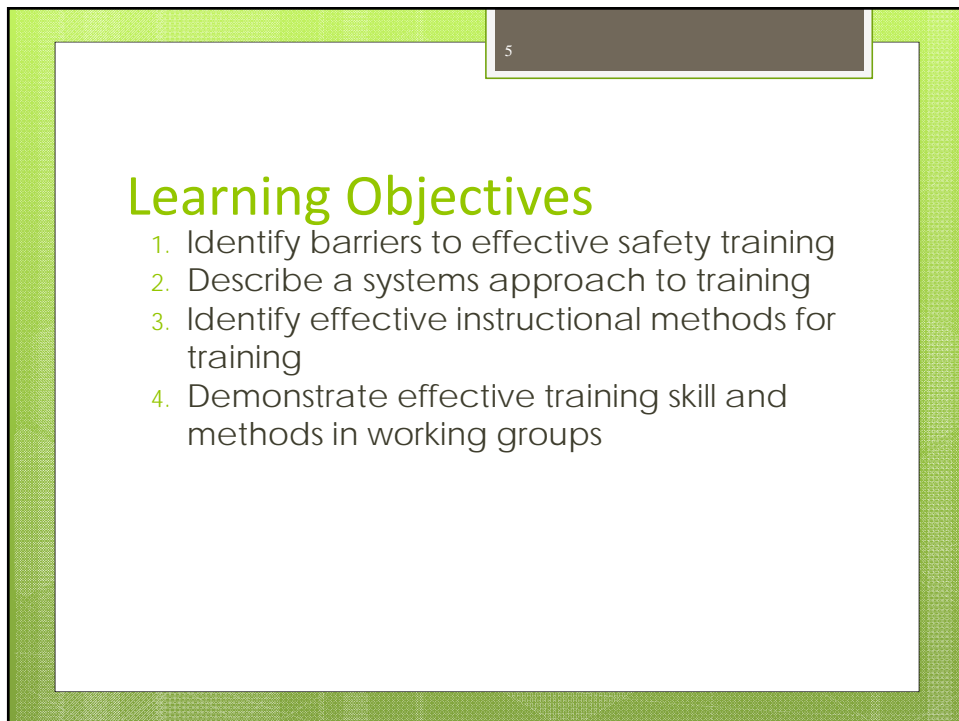 5
Learning Objectives
1. Identify barriers to effective safety training
2. Describe a systems approach to training
3. Identify effective instructional methods for
training
4. Demonstrate effective training skill and
methods in working groups